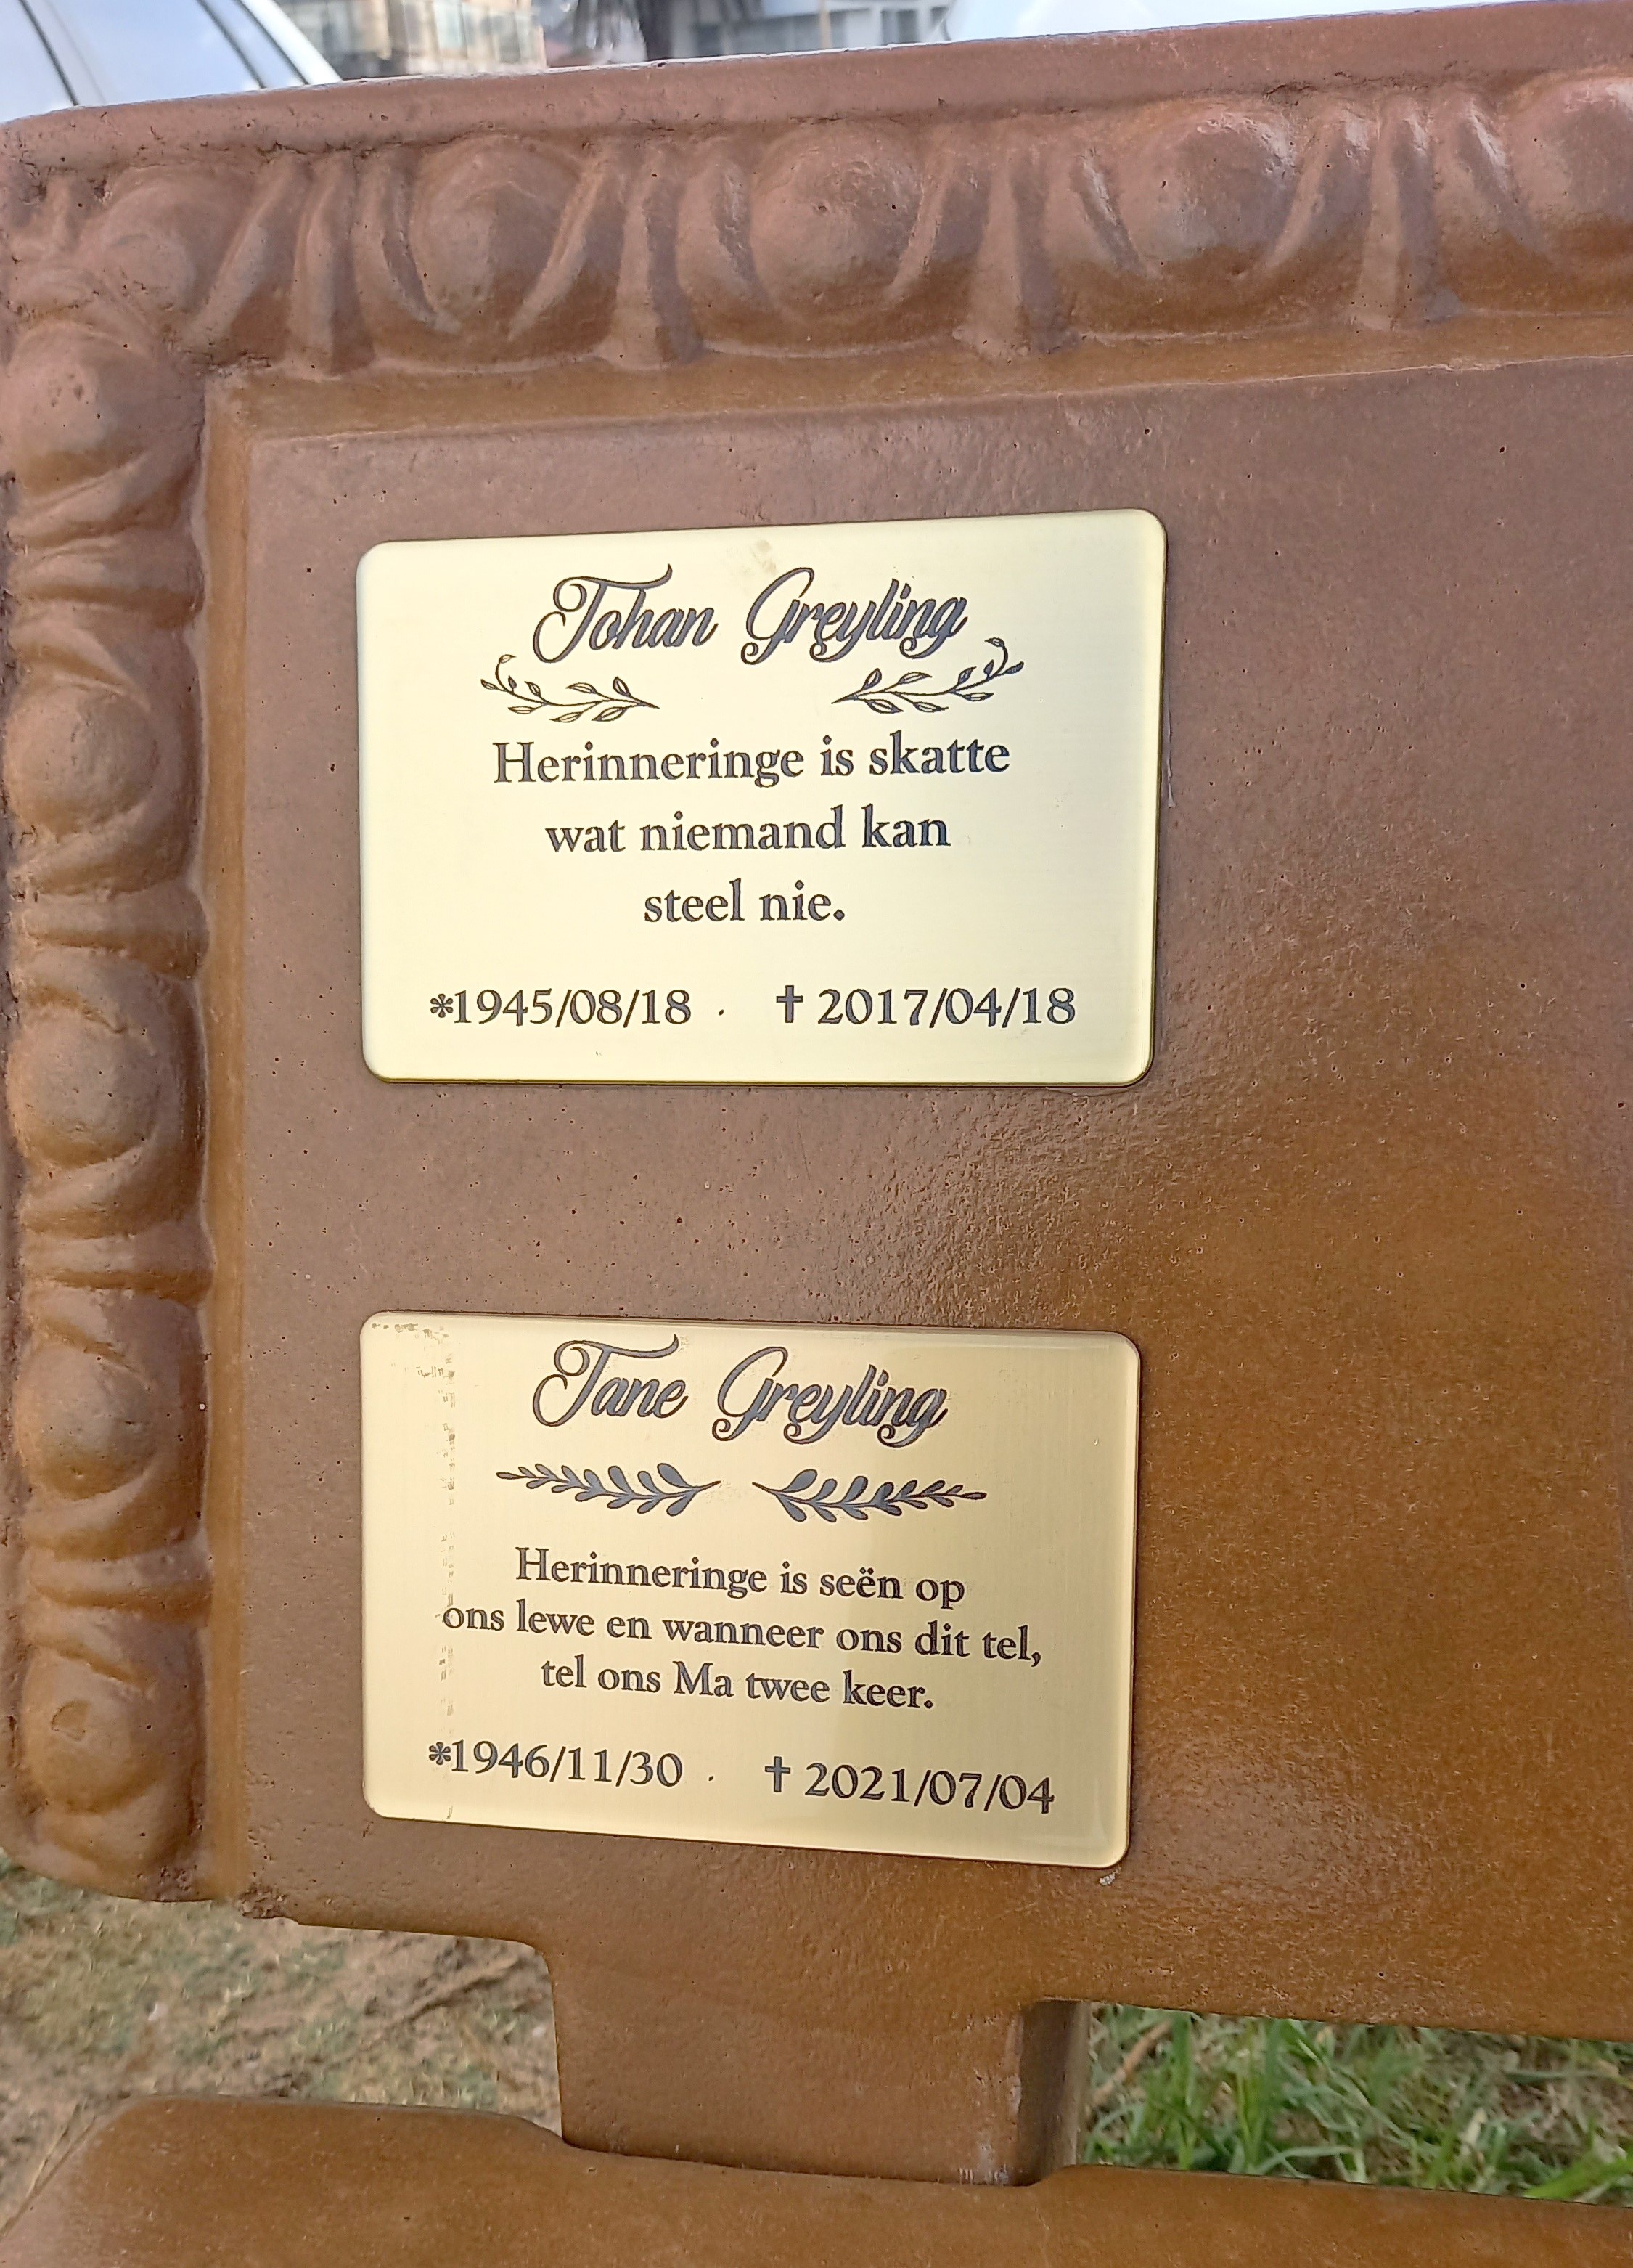 Johan Greyling
Herinneringe is skatte
wat niemand kan
steel nie.
*1945/08/18 . † 2017/04/18
Jane Greyling
Herinneringe is seën op
ons lewe en wanneer ons dit tel,
tel ons Ma twee keer.
*1946/11/30 . † 2021/07/04